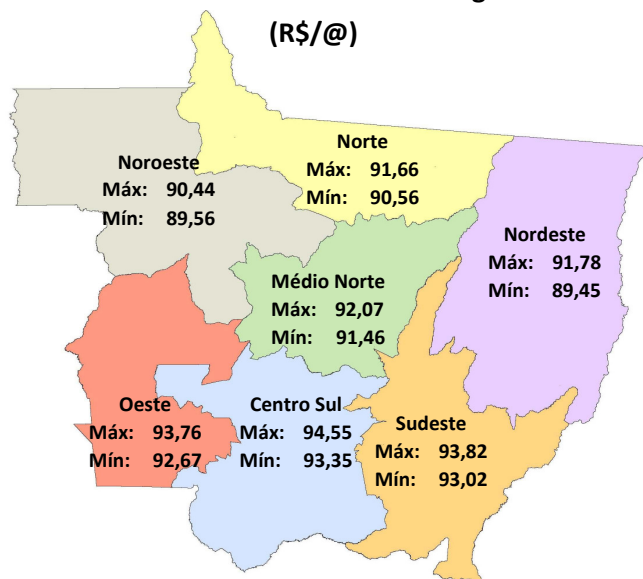 (R$/@)
Norte
Máx: 91,66
Mín: 90,56
Noroeste
Máx: 90,44
Mín: 89,56
Nordeste
Máx: 91,78
Mín: 89,45
Médio Norte
Máx: 92,07
Mín: 91,46
Oeste
Máx: 93,76
Mín: 92,67
Centro Sul
Máx: 94,55
Mín: 93,35
Sudeste
Máx: 93,82
Mín: 93,02